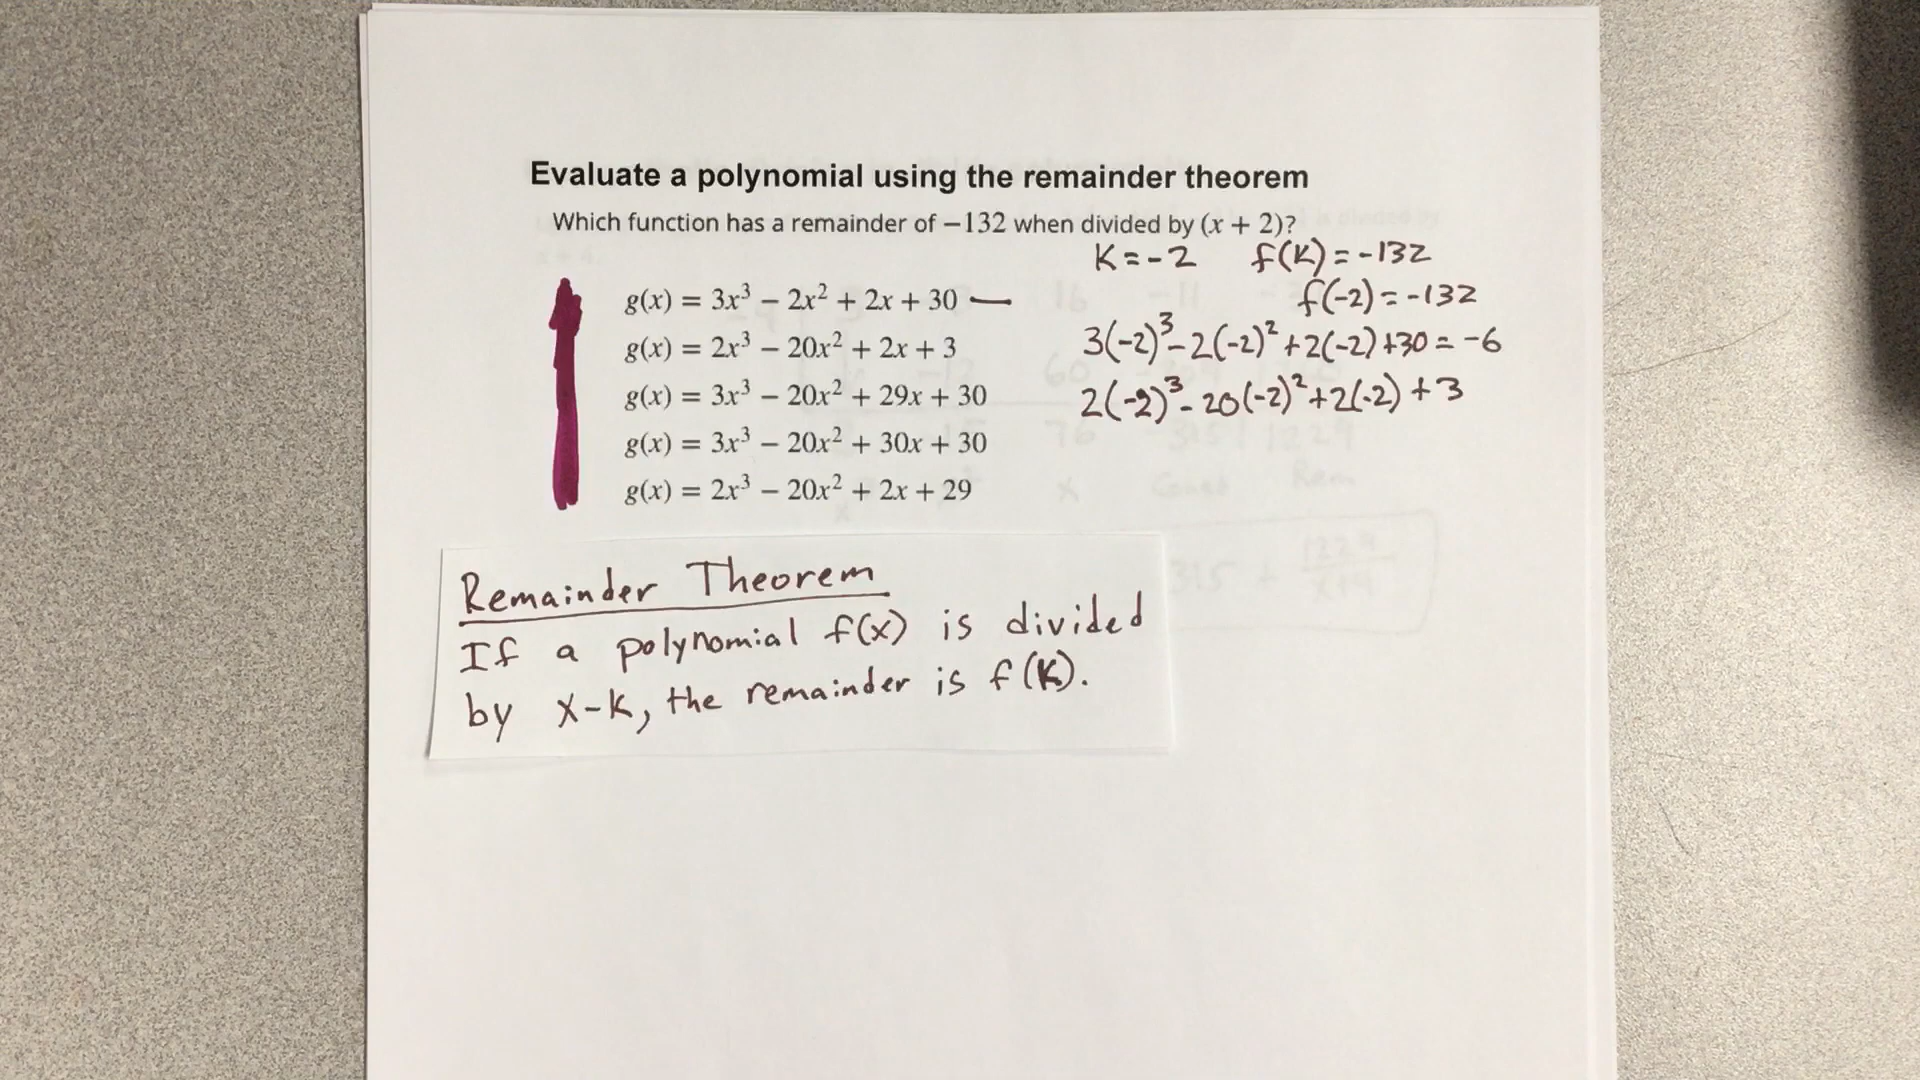 Evaluate a polynomial using the remainder theorem
Which function has a remainder of −132 when divided by (x + 2)?
K = -2 f(K) = -132
g(x) = 3x³ − 2x² + 2x + 30 —
f(-2) = -132
g(x) = 2x³ − 20x² + 2x + 3
3(-2)³ - 2(-2)² + 2(-2) + 30 = -6
g(x) = 3x³ − 20x² + 29x + 30
2(-2)³ - 20(-2)² + 2(-2) + 3
g(x) = 3x³ − 20x² + 30x + 30
g(x) = 2x³ − 20x² + 2x + 29
Remainder Theorem
If a polynomial f(x) is divided
by x-K, the remainder is f(K).